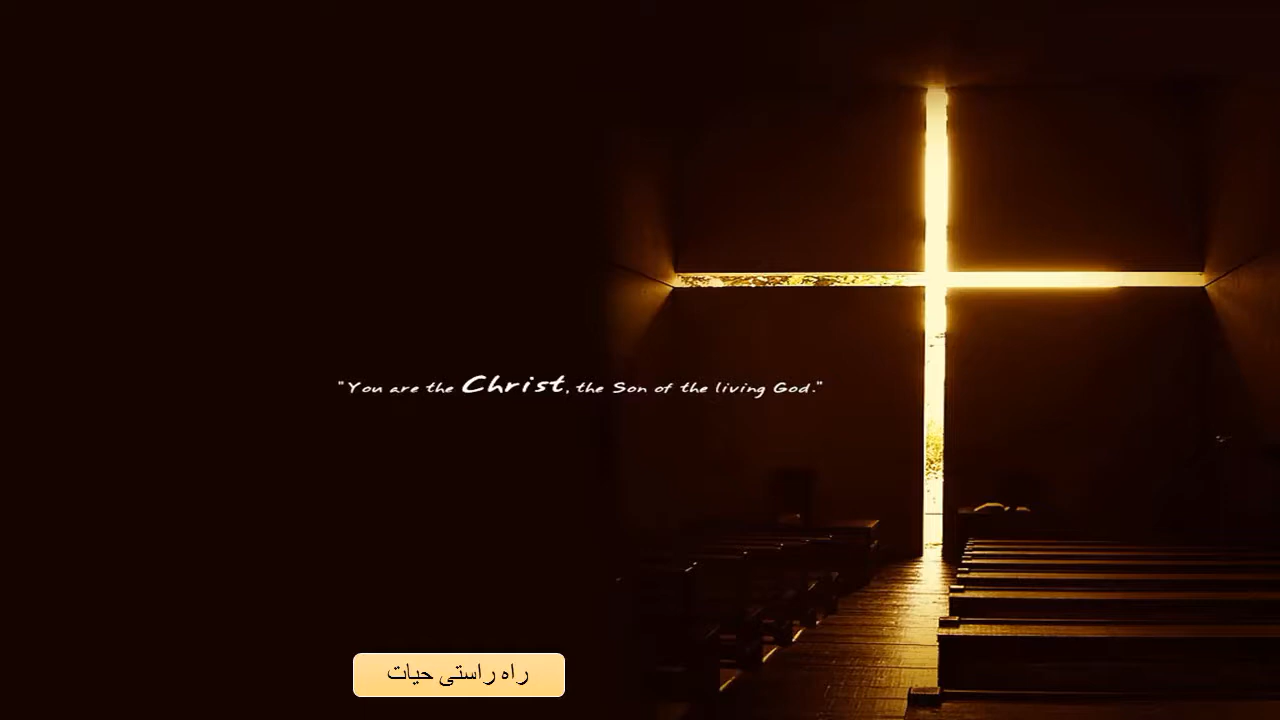 "You are the Christ, the Son of the living God."
راه راستی حیات